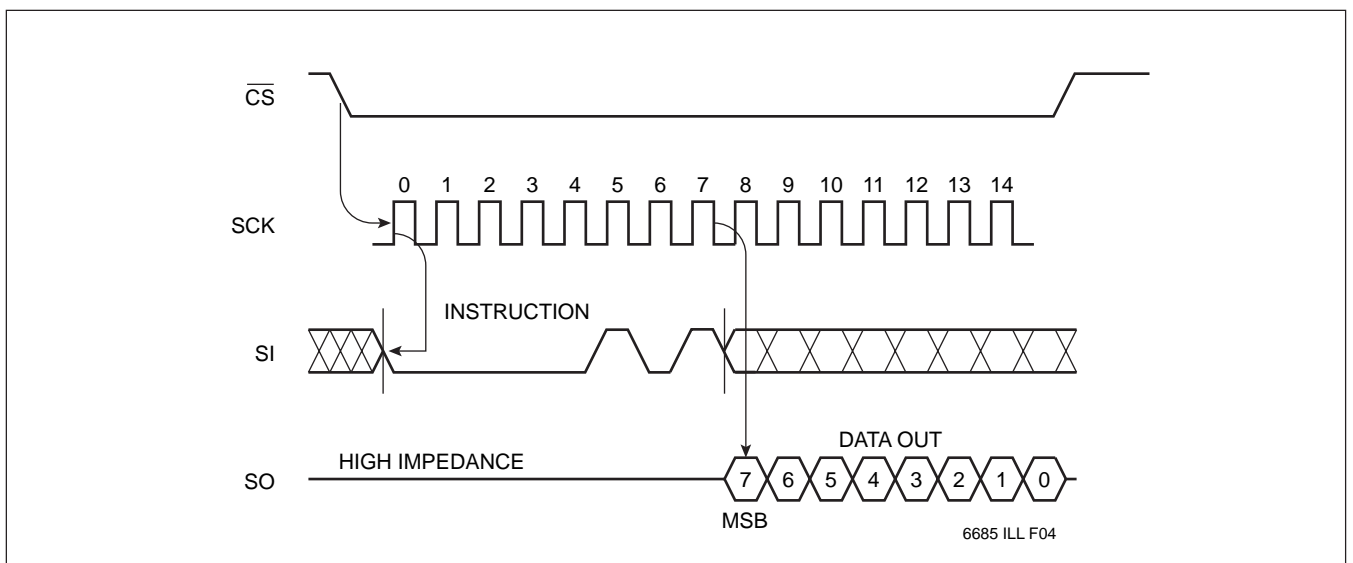 CS
0 1 2 3 4 5 6 7 8 9 10 11 12 13 14
SCK
INSTRUCTION
SI
DATA OUT
HIGH IMPEDANCE
SO
7 6 5 4 3 2 1 0
MSB
6685 ILL F04